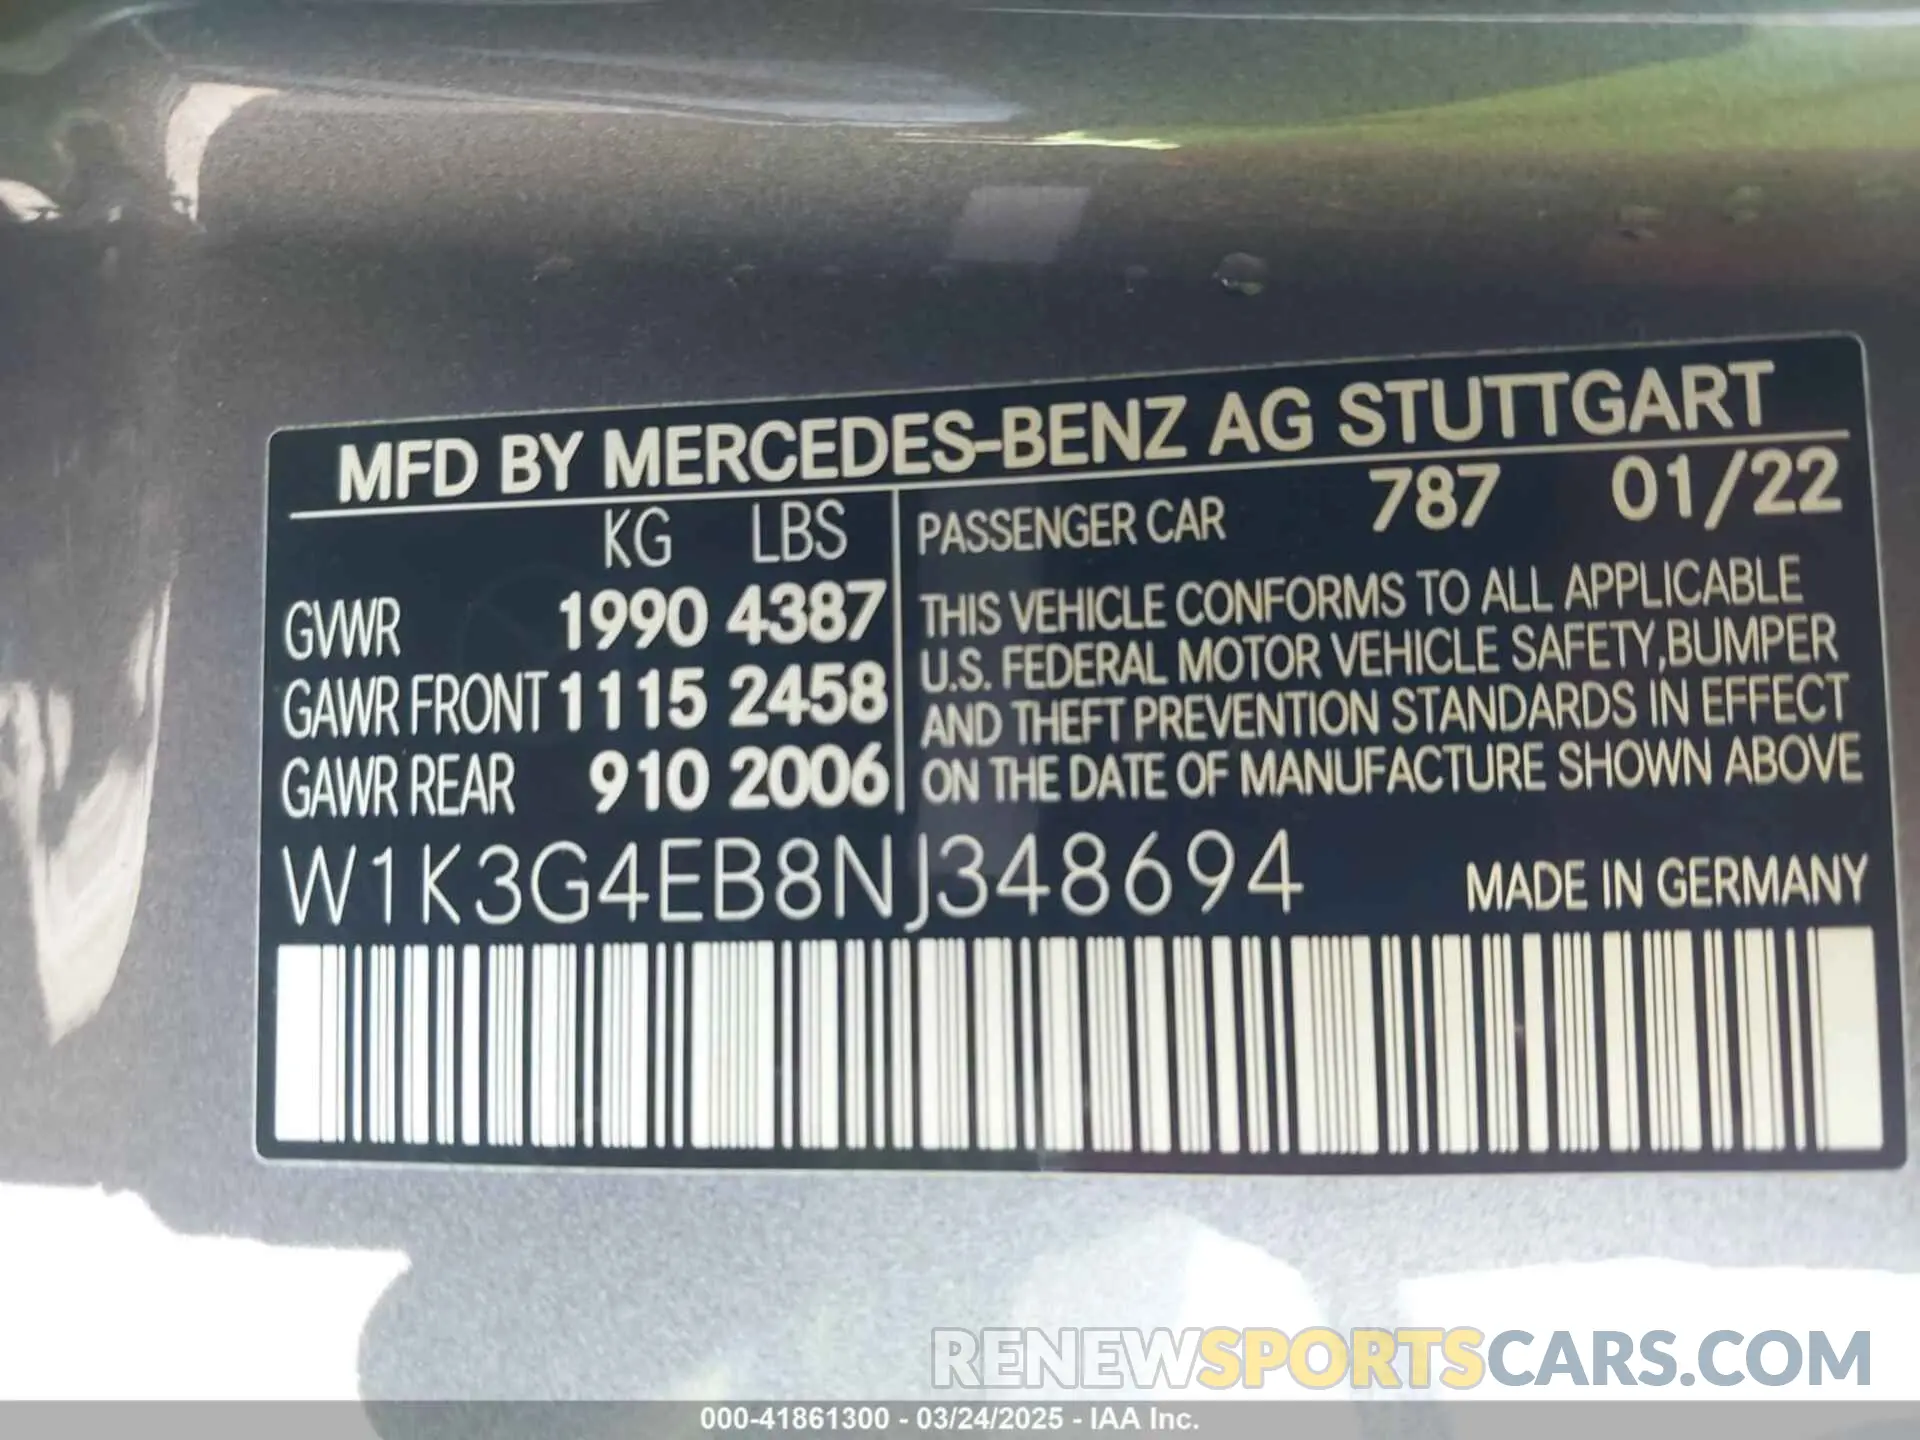 MFD BY MERCEDES-BENZ AG STUTTGART
KG LBS
GVWR 1990 4387
GAWR FRONT 1115 2458
GAWR REAR 910 2006
PASSENGER CAR 787 01/22
THIS VEHICLE CONFORMS TO ALL APPLICABLE
U.S. FEDERAL MOTOR VEHICLE SAFETY,BUMPER
AND THEFT PREVENTION STANDARDS IN EFFECT
ON THE DATE OF MANUFACTURE SHOWN ABOVE
W1K3G4EB8NJ348694 MADE IN GERMANY
RENEWSPORTSCARS.COM
000-41861300 - 03/24/2025 - IAA Inc.